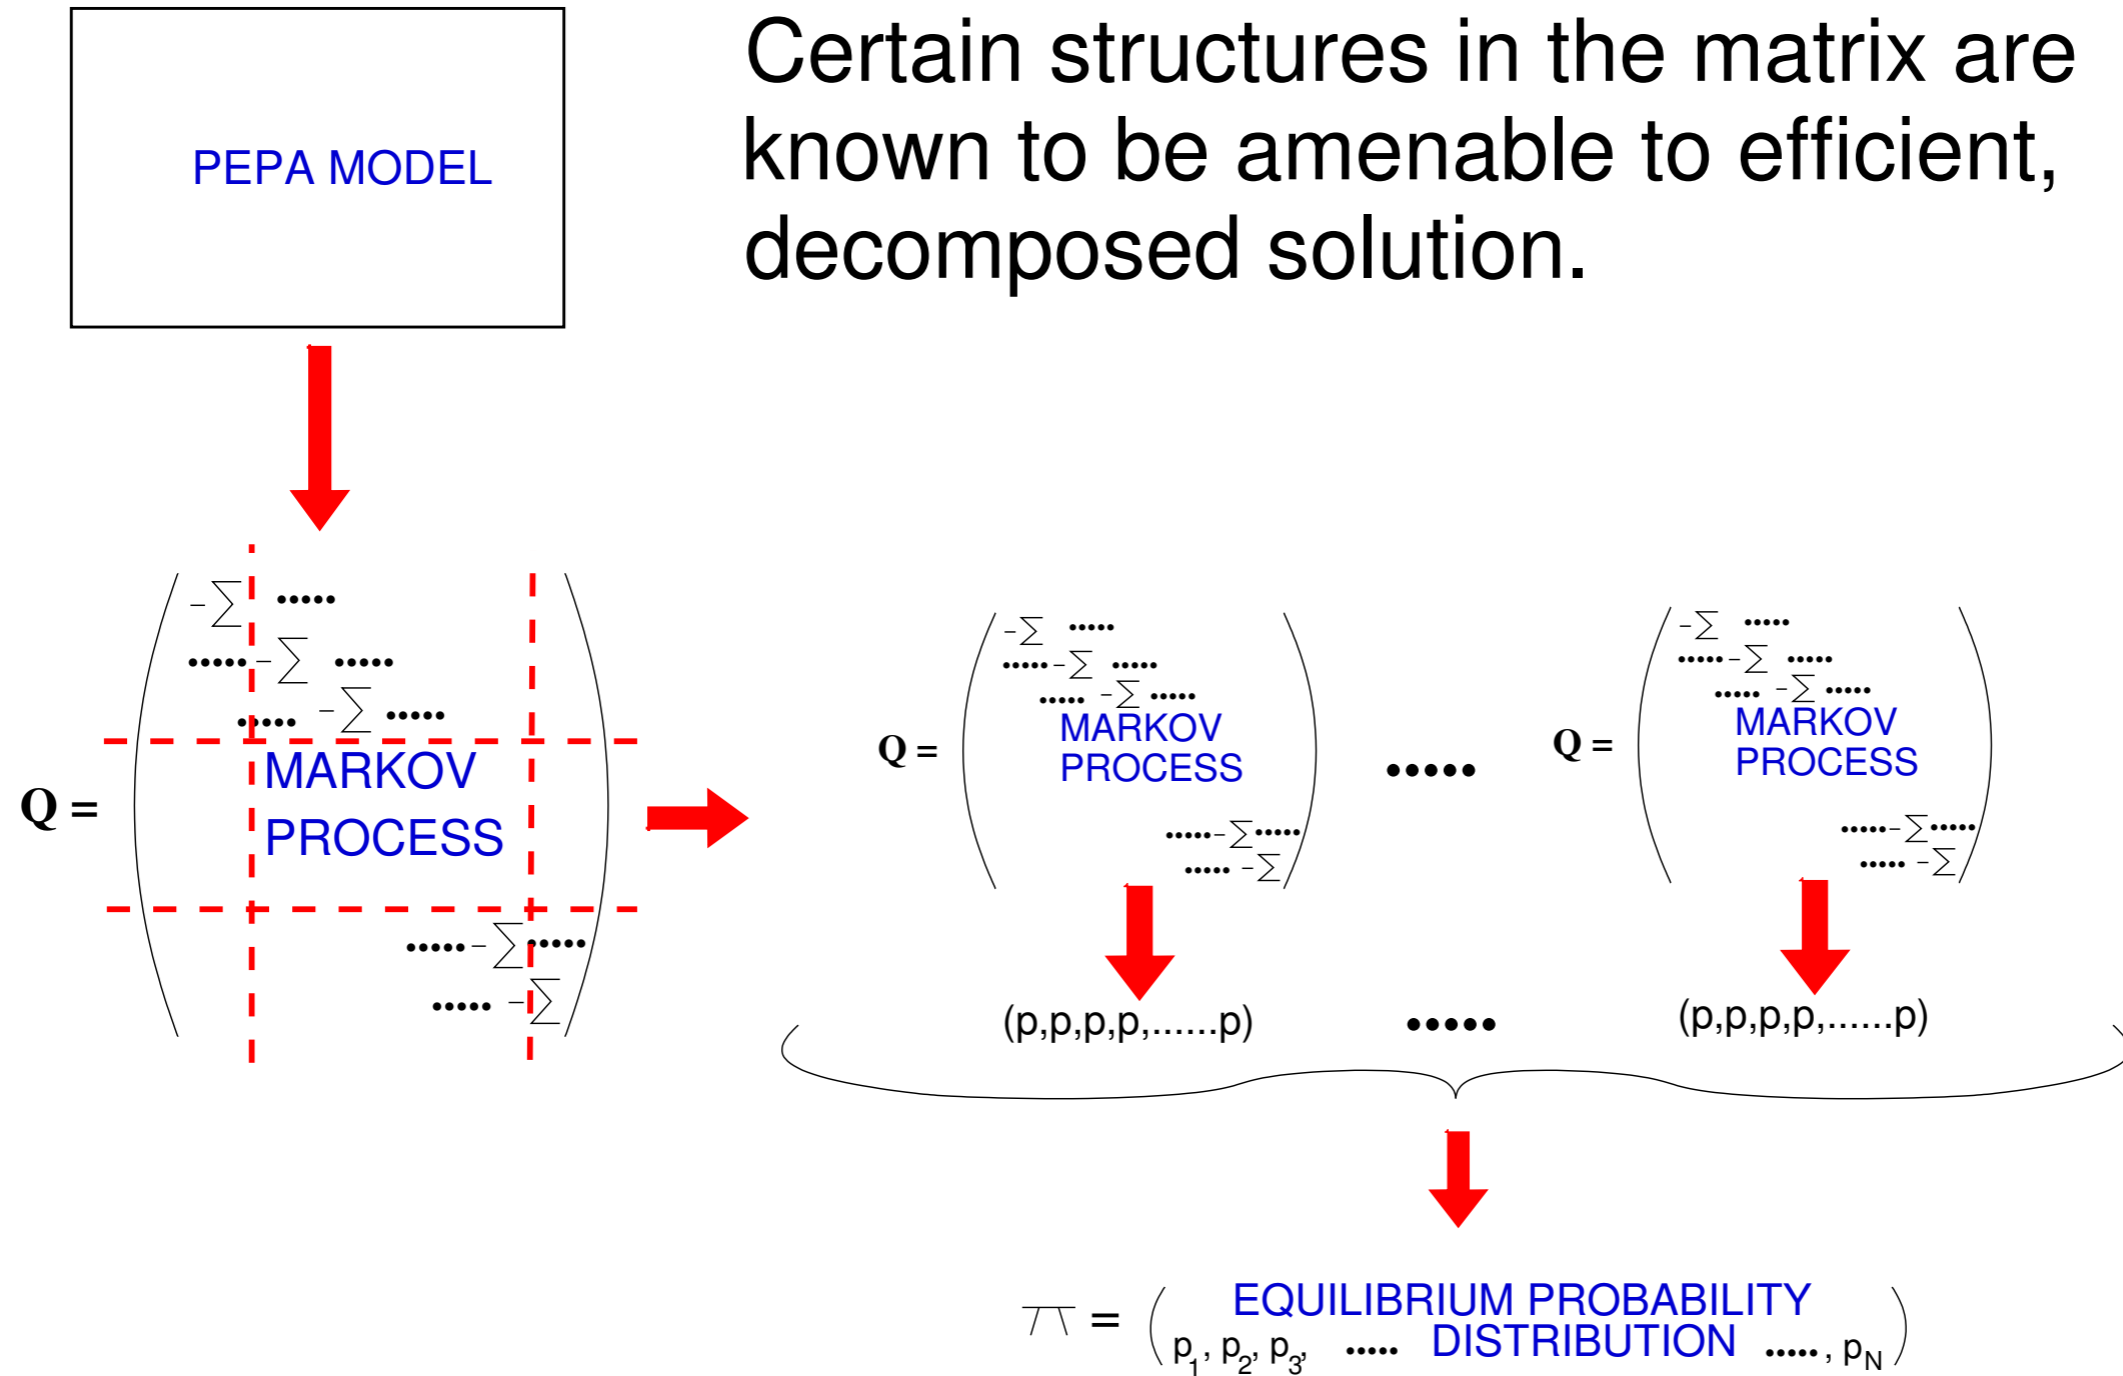 PEPA MODEL
Certain structures in the matrix are
known to be amenable to efficient,
decomposed solution.
Q =
-∑ •••••
••••• -∑ •••••
••••• -∑ •••••
MARKOV
PROCESS
••••• -∑ •••••
••••• -∑
Q =
-∑ •••••
••••• -∑ •••••
••••• -∑ •••••
MARKOV
PROCESS
••••• -∑ •••••
••••• -∑
•••••
Q =
-∑ •••••
••••• -∑ •••••
••••• -∑ •••••
MARKOV
PROCESS
••••• -∑ •••••
••••• -∑
(p,p,p,p,......p) ••••• (p,p,p,p,......p)
π = ( EQUILIBRIUM PROBABILITY
p1, p2, p3, ••••• DISTRIBUTION •••••, pN )